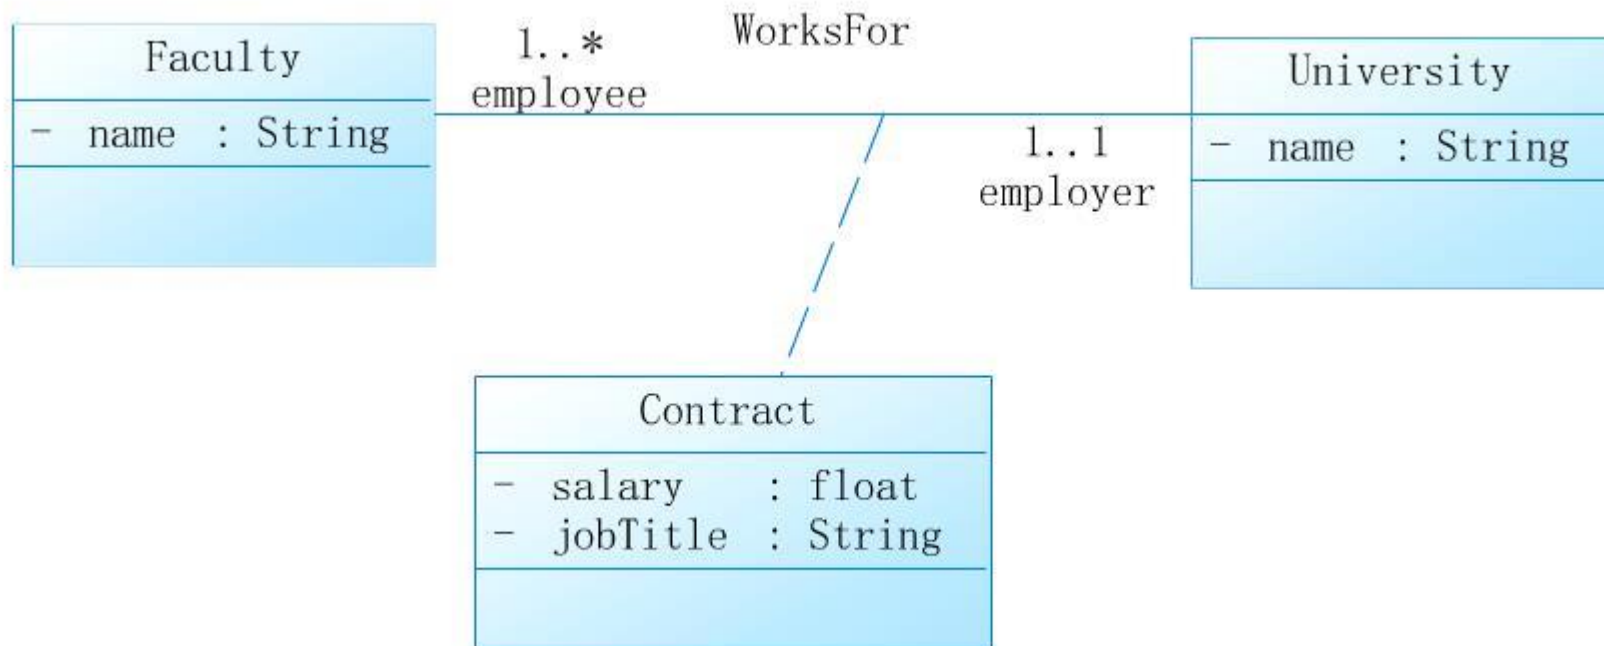 Faculty
- name : String
1..*
employee
WorksFor
1..1
employer
University
- name : String
Contract
- salary : float
- jobTitle : String